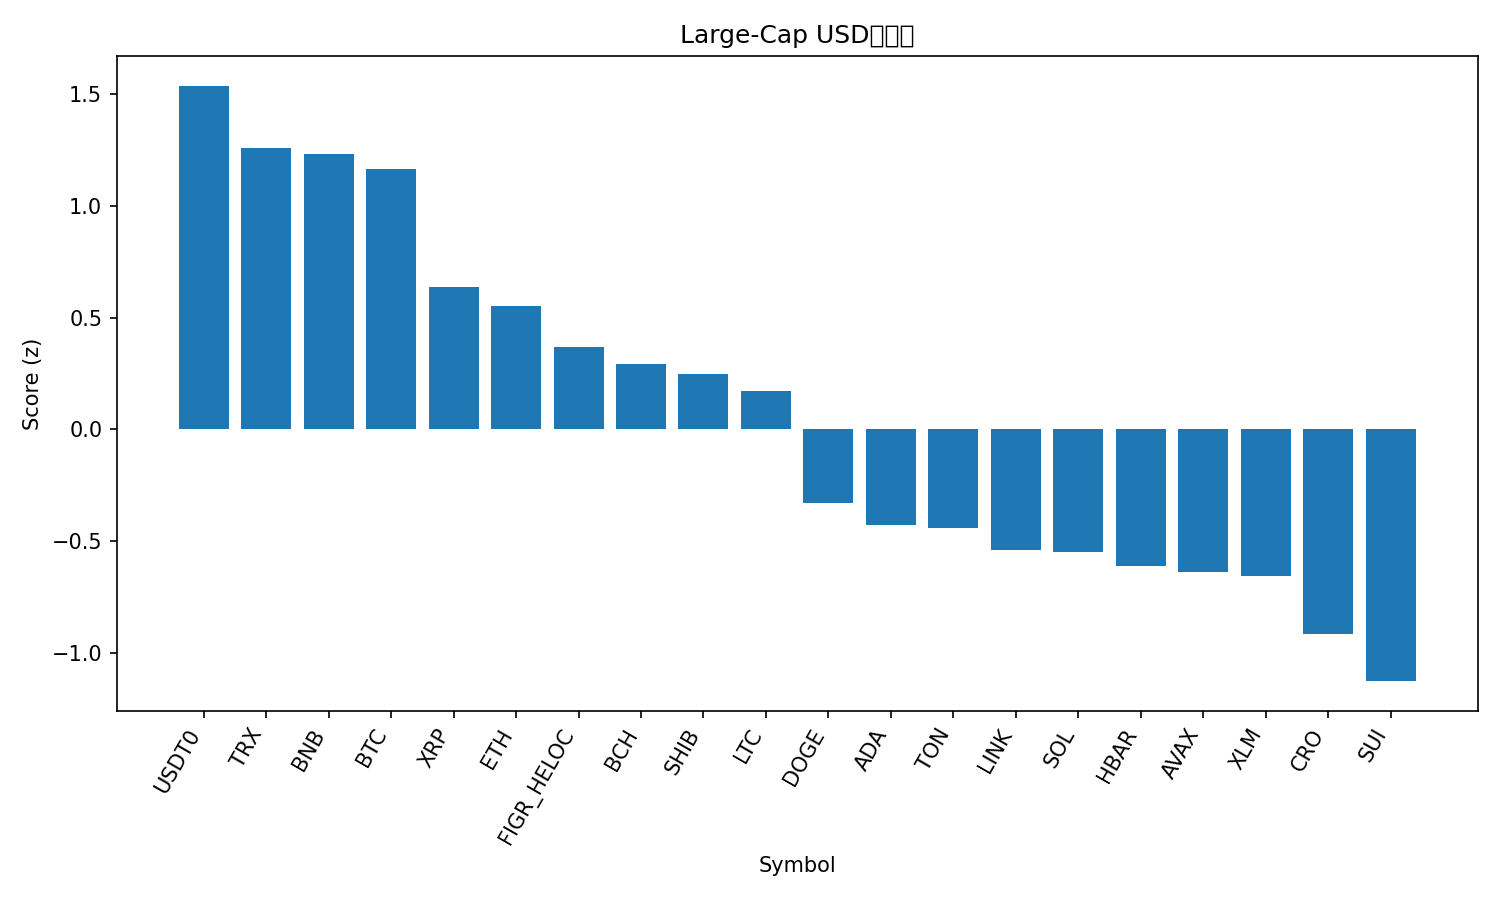 Large-Cap USD
Score (z)
1.5
1.0
0.5
0.0
−0.5
−1.0
USDT0
TRX
BNB
BTC
XRP
ETH
FIGR_HELOC
BCH
SHIB
LTC
DOGE
ADA
TON
LINK
SOL
HBAR
AVAX
XLM
CRO
SUI
Symbol